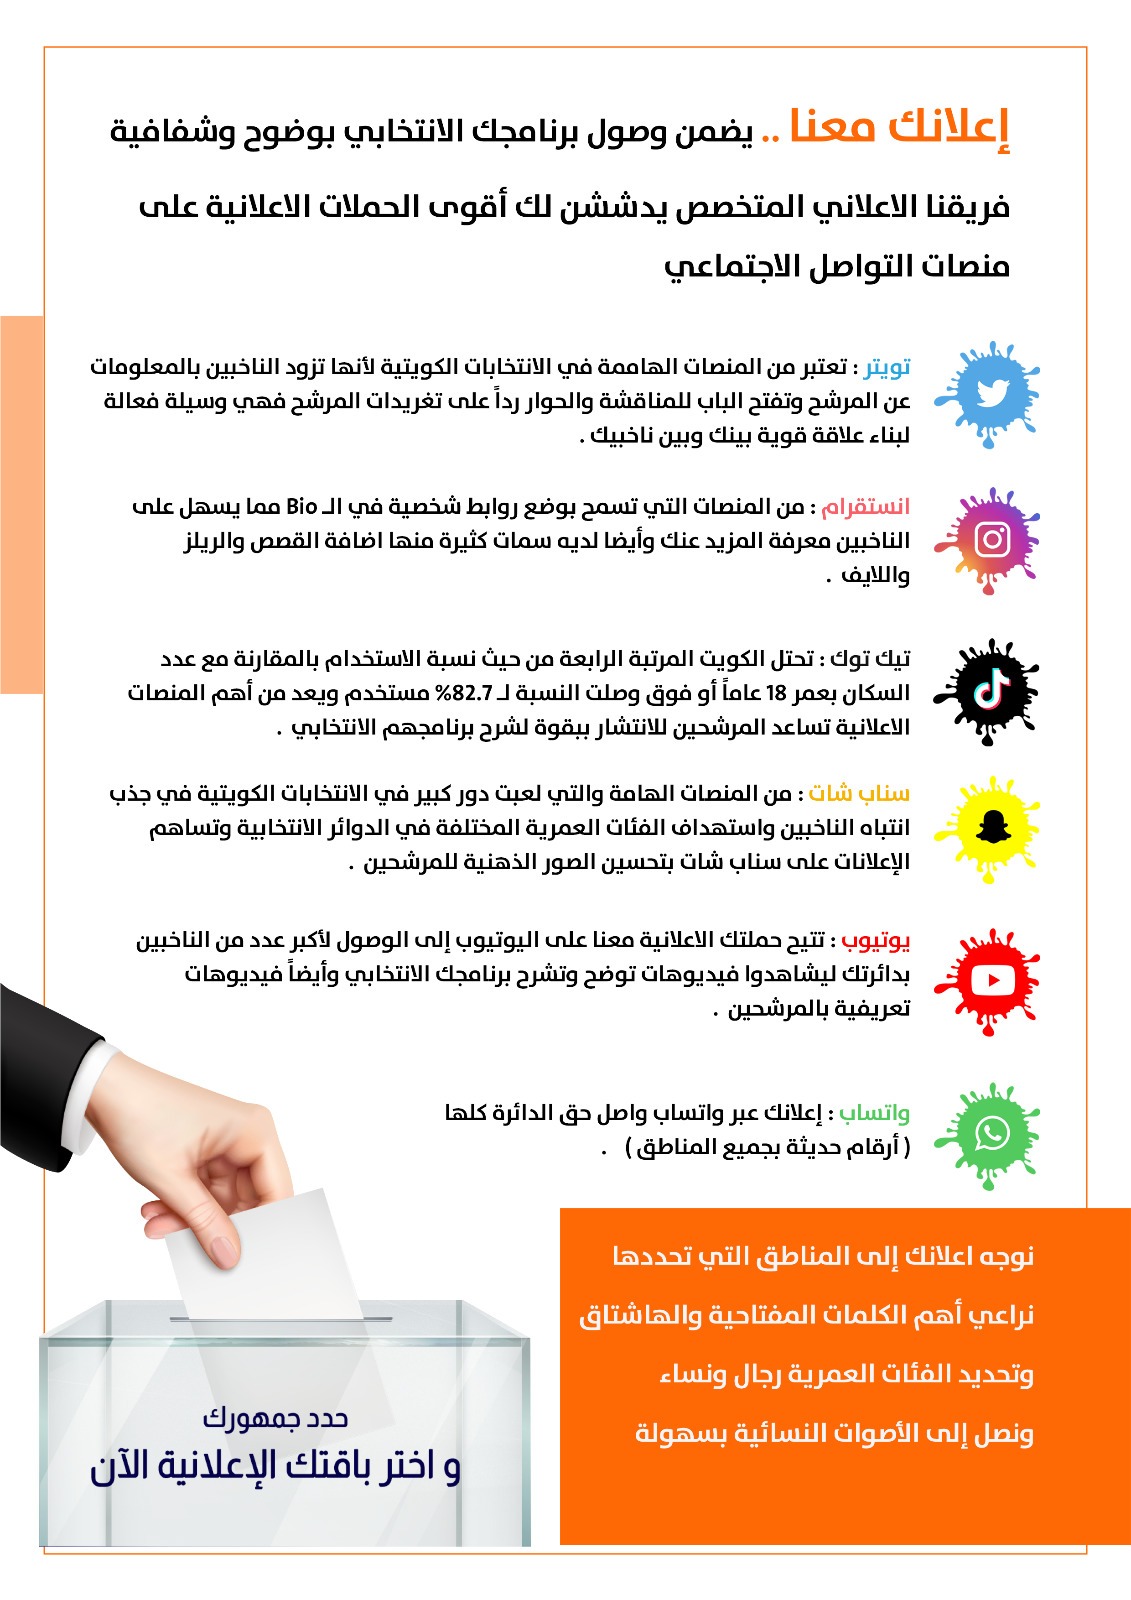 إعلانك معنا .. يضمن وصول برنامجك الانتخابي بوضوح وشفافية
فريقنا الاعلاني المتخصص يدششن لك أقوى الحملات الاعلانية على
منصات التواصل الاجتماعي
تويتر : تعتبر من المنصات الهاممة في الانتخابات الكويتية لأنها تزود الناخبين بالمعلومات
عن المرشح وتفتح الباب للمناقشة والحوار رداً على تغريدات المرشح فهي وسيلة فعالة
لبناء علاقة قوية بينك وبين ناخبيك .
انستقرام : من المنصات التي تسمح بوضع روابط شخصية في الـ Bio مما يسهل على
الناخبين معرفة المزيد عنك وأيضا لديه سمات كثيرة منها اضافة القصص والريلز
واللايف .
تيك توك : تحتل الكويت المرتبة الرابعة من حيث نسبة الاستخدام بالمقارنة مع عدد
السكان بعمر 18 عاماً أو فوق وصلت النسبة لـ 82.7% مستخدم ويعد من أهم المنصات
الاعلانية تساعد المرشحين للانتشار ببقوة لشرح برنامجهم الانتخابي .
سناب شات : من المنصات الهامة والتي لعبت دور كبير في الانتخابات الكويتية في جذب
انتباه الناخبين واستهداف الفئات العمرية المختلفة في الدوائر الانتخابية وتساهم
الإعلانات على سناب شات بتحسين الصور الذهنية للمرشحين .
يوتيوب : تتيح حملتك الاعلانية معنا على اليوتيوب إلى الوصول لأكبر عدد من الناخبين
بدائرتك ليشاهدوا فيديوهات توضح وتشرح برنامجك الانتخابي وأيضاً فيديوهات
تعريفية بالمرشحين .
واتساب : إعلانك عبر واتساب واصل حق الدائرة كلها
( أرقام حديثة بجميع المناطق ) .
نوجه اعلانك إلى المناطق التي تحددها
نراعي أهم الكلمات المفتاحية والهاشتاق
وتحديد الفئات العمرية رجال ونساء
ونصل إلى الأصوات النسائية بسهولة
حدد جمهورك
و اختر باقتك الإعلانية الآن